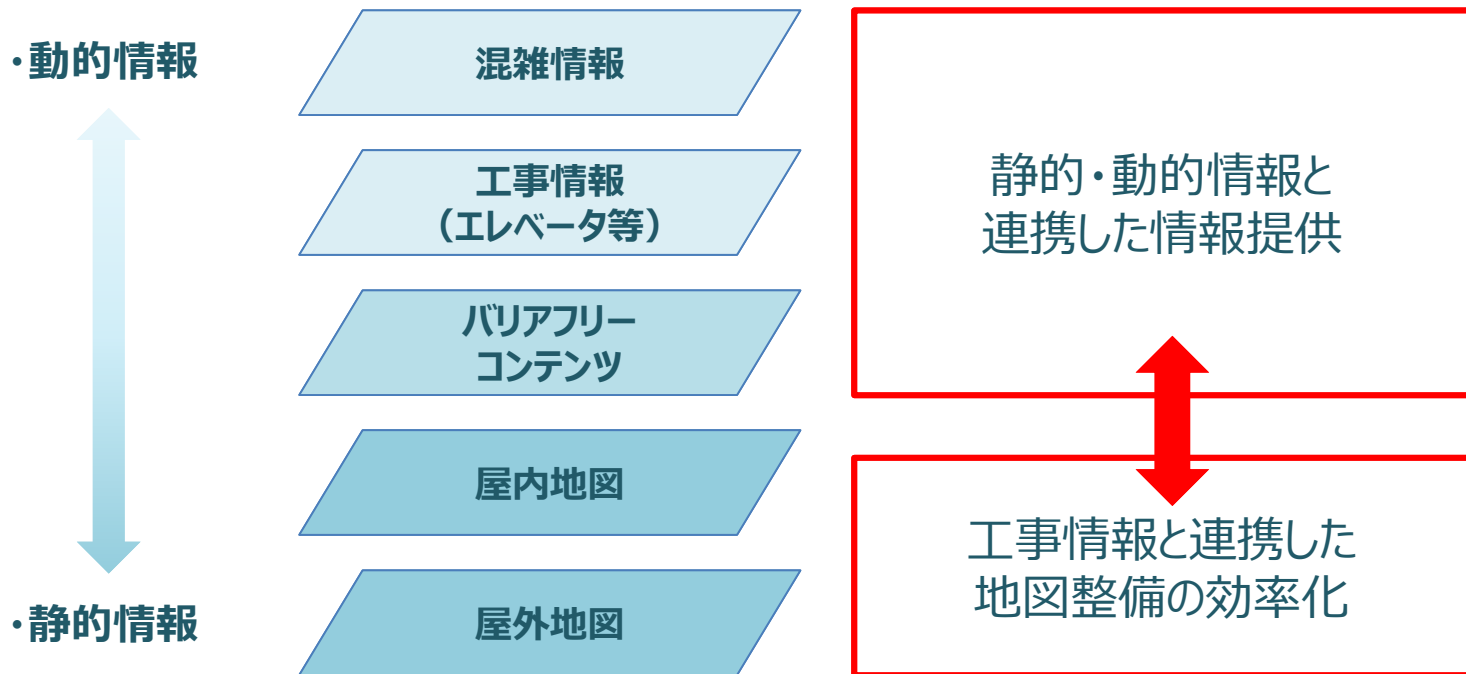 ・動的情報
混雑情報
工事情報
（エレベータ等）
バリアフリー
コンテンツ
屋内地図
屋外地図
・静的情報
静的・動的情報と
連携した情報提供
工事情報と連携した
地図整備の効率化